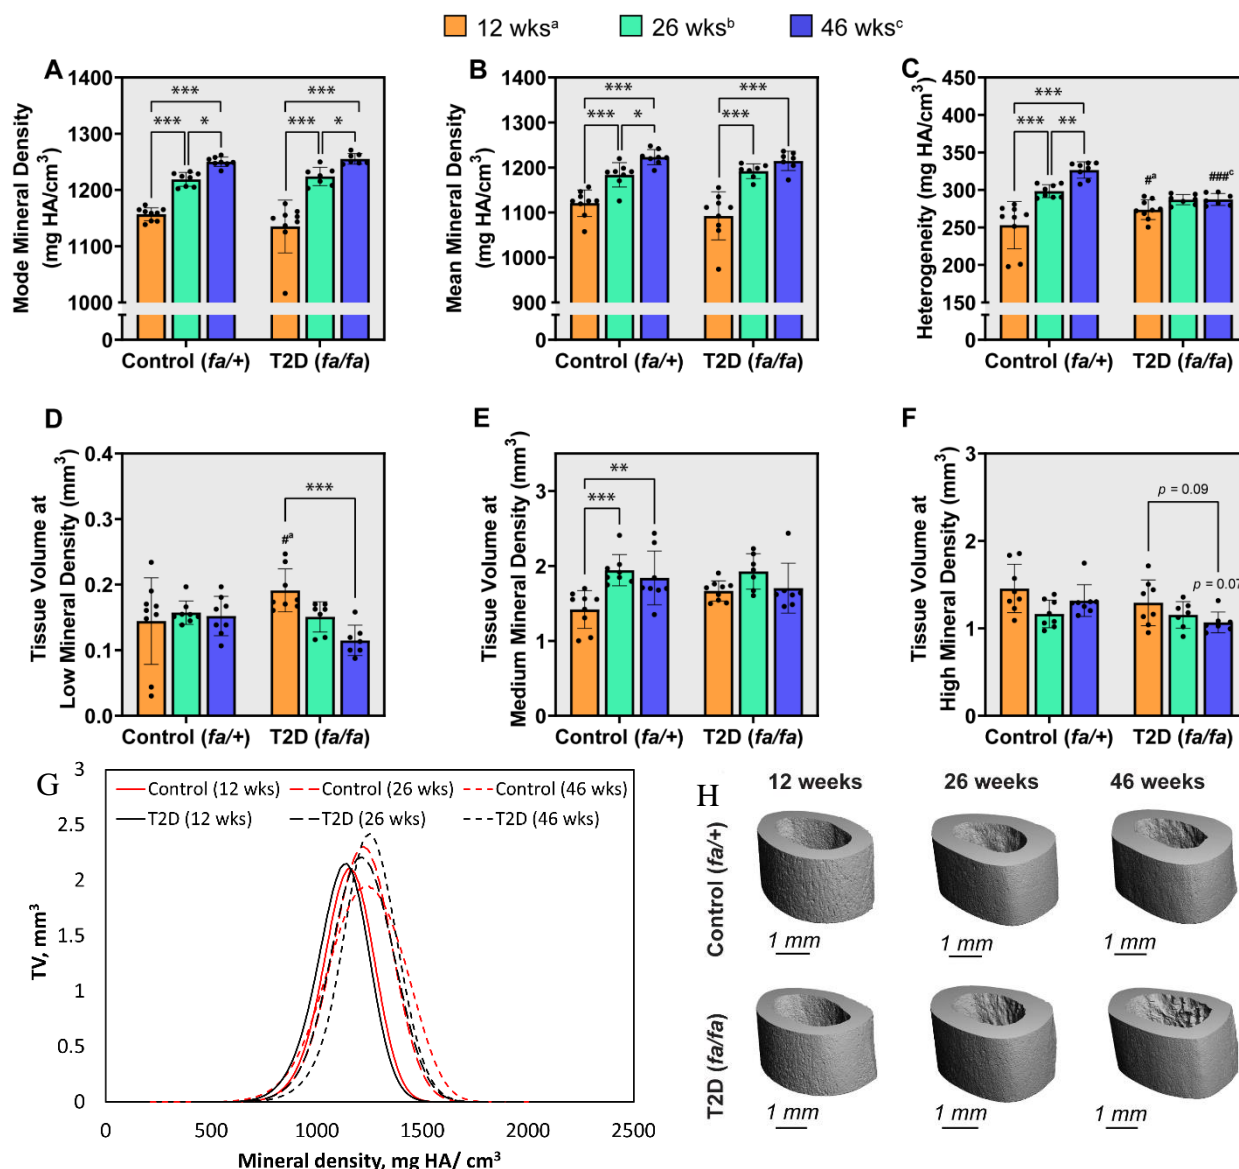 12 wksᵃ 26 wksᵇ 46 wksᶜ
A
Mode Mineral Density
(mg HA/cm³)
1400
1300
1200
1100
1000
0
***
*** *
***
*** *
Control (fa/+) T2D (fa/fa)
B
Mean Mineral Density
(mg HA/cm³)
1400
1300
1200
1100
1000
900
0
***
*** *
***
***
Control (fa/+) T2D (fa/fa)
C
Heterogeneity (mg HA/cm3)
450
400
350
300
250
200
150
0
***
*** **
#ᵃ
###ᶜ
Control (fa/+) T2D (fa/fa)
D
Tissue Volume at
Low Mineral Density (mm³)
0.4
0.3
0.2
0.1
0.0
***
#ᵃ
Control (fa/+) T2D (fa/fa)
E
Tissue Volume at
Medium Mineral Density (mm³)
3
2
1
0
**
***
Control (fa/+) T2D (fa/fa)
F
Tissue Volume at
High Mineral Density (mm³)
3
2
1
0
p = 0.09
p = 0.07
Control (fa/+) T2D (fa/fa)
G
TV, mm³
3
2.5
2
1.5
1
0.5
0
Control (12 wks) Control (26 wks) Control (46 wks)
T2D (12 wks) T2D (26 wks) T2D (46 wks)
0 500 1000 1500 2000 2500
Mineral density, mg HA/ cm³
H
12 weeks 26 weeks 46 weeks
Control (fa/+)
1 mm 1 mm 1 mm
T2D (fa/fa)
1 mm 1 mm 1 mm